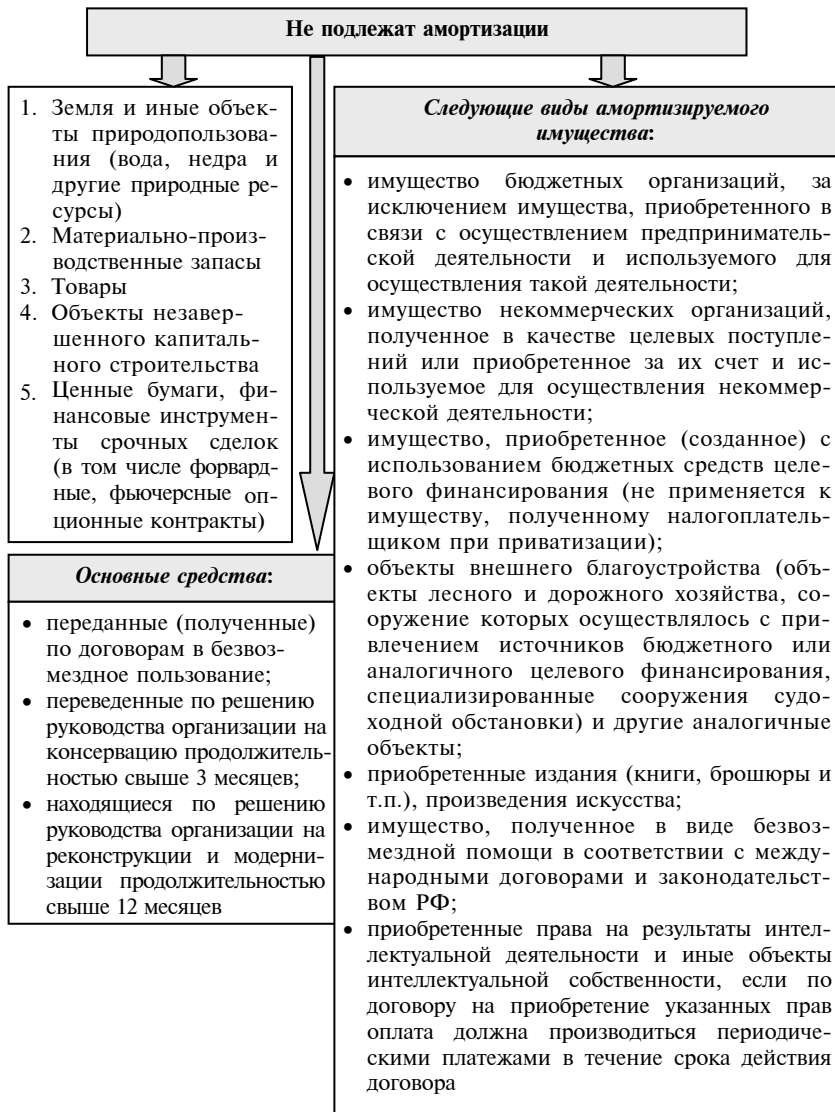 Не подлежат амортизации
1. Земля и иные объек-
ты природопользова-
ния (вода, недра и
другие природные ре-
сурсы)
2. Материально-произ-
водственные запасы
3. Товары
4. Объекты незавер-
шенного капиталь-
ного строительства
5. Ценные бумаги, фи-
нансовые инструмен-
ты срочных сделок
(в том числе форвард-
ные, фьючерсные оп-
ционные контракты)
Основные средства:
• переданные (полученные)
по договорам в безвоз-
мездное пользование;
• переведенные по решению
руководства организации на
консервацию продолжитель-
ностью свыше 3 месяцев;
• находящиеся по решению
руководства организации на
реконструкции и модерни-
зации продолжительностью
свыше 12 месяцев
Следующие виды амортизируемого
имущества:
• имущество бюджетных организаций, за
исключением имущества, приобретенного в
связи с осуществлением предприниматель-
ской деятельности и используемого для
осуществления такой деятельности;
• имущество некоммерческих организаций,
полученное в качестве целевых поступле-
ний или приобретенное за их счет и ис-
пользуемое для осуществления некоммер-
ческой деятельности;
• имущество, приобретенное (созданное) с
использованием бюджетных средств целе-
вого финансирования (не применяется к
имуществу, полученному налогоплатель-
щиком при приватизации);
• объекты внешнего благоустройства (объ-
екты лесного и дорожного хозяйства, со-
оружение которых осуществлялось с при-
влечением источников бюджетного или
аналогичного целевого финансирования,
специализированные сооружения судо-
ходной обстановки) и другие аналогичные
объекты;
• приобретенные издания (книги, брошюры и
т.п.), произведения искусства;
• имущество, полученное в виде безвоз-
мездной помощи в соответствии с между-
народными договорами и законодательст-
вом РФ;
• приобретенные права на результаты интел-
лектуальной деятельности и иные объекты
интеллектуальной собственности, если по
договору на приобретение указанных прав
оплата должна производиться периодиче-
скими платежами в течение срока действия
договора